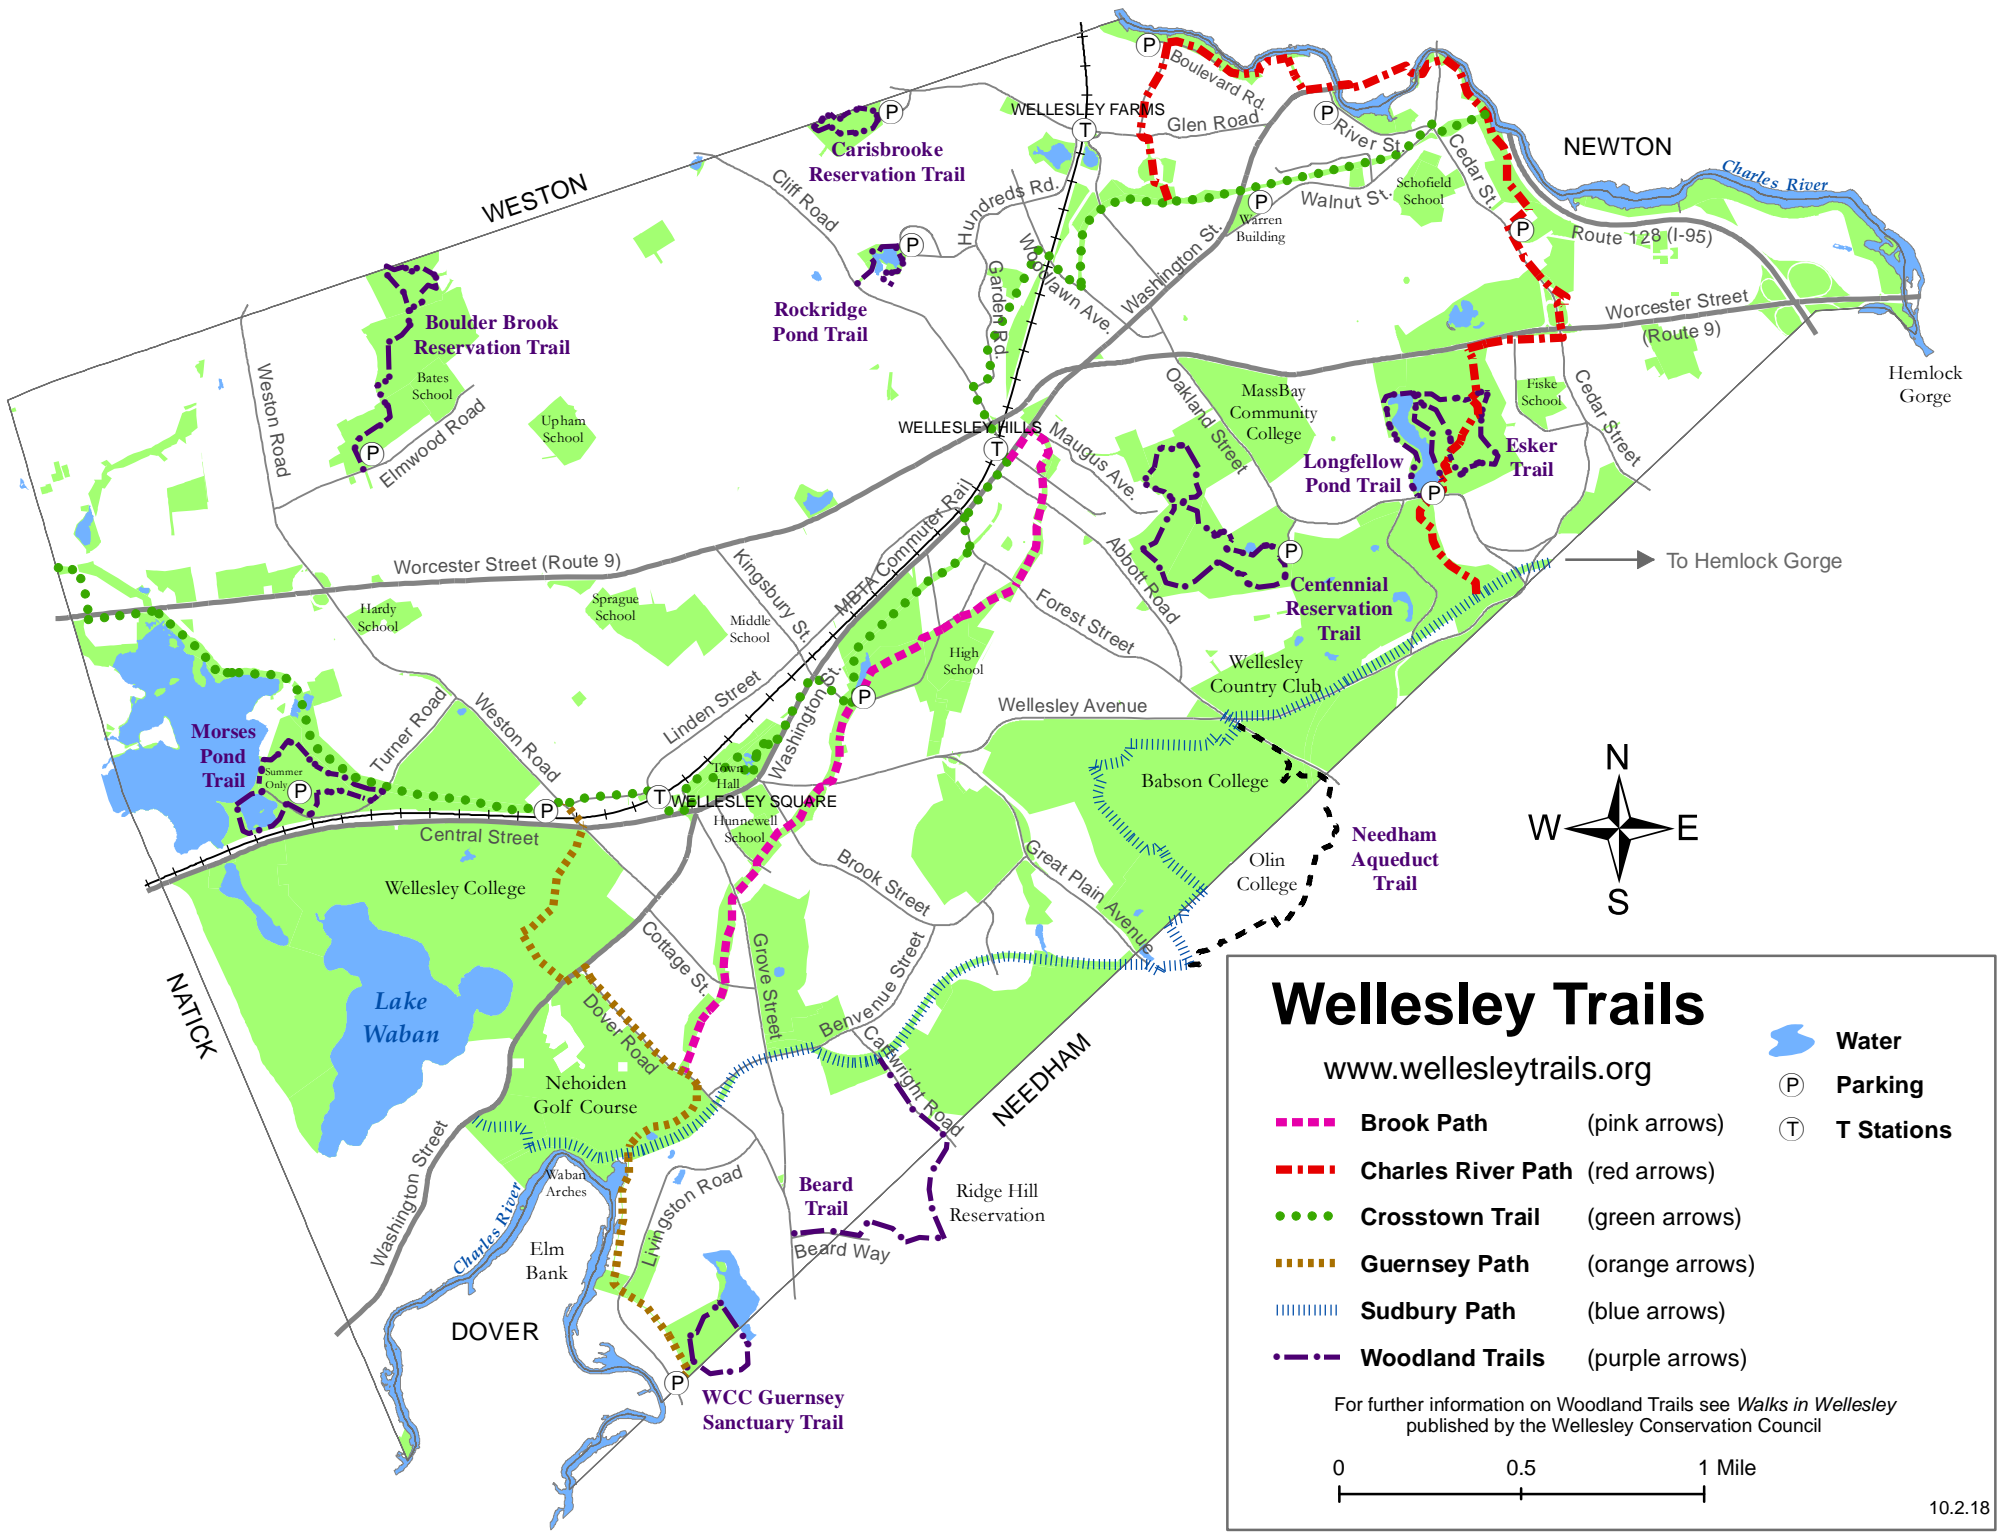 P
Boulevard Rd.
WELLESLEY FARMS
T
Glen Road
P
P
River St.
NEWTON
Charles River
Carisbrooke
Reservation Trail
Cedar St.
Schofield
School
WESTON
Cliff Road
Hundreds Rd.
Walnut St.
P
Warren
Building
P
Route 128 (I-95)
P
Woodlawn Ave.
Washington St.
Garden Rd.
Rockridge
Pond Trail
Worcester Street
(Route 9)
Boulder Brook
Reservation Trail
Bates
School
Weston Road
Elmwood Road
P
Upham
School
Hemlock
Gorge
Oakland Street
MassBay
Community
College
Fiske
School
Cedar Street
WELLESLEY HILLS
T
Maugus Ave.
Longfellow
Pond Trail
Esker
Trail
P
MBTA Commuter Rail
Abbott Road
P
Worcester Street (Route 9)
Kingsbury St.
To Hemlock Gorge
Centennial
Reservation
Trail
Hardy
School
Sprague
School
Middle
School
Forest Street
High
School
Wellesley
Country Club
Linden Street
Washington St.
P
Wellesley Avenue
Turner Road
Weston Road
Morses
Pond
Trail
Summer
Only
P
Town
Hall
Babson College
P
T
WELLESLEY SQUARE
Central Street
Hunnewell
School
N
W
E
S
Needham
Aqueduct
Trail
Olin
College
Brook Street
Great Plain Avenue
Wellesley College
Cottage St.
Grove Street
Benvenue Street
NATICK
Lake
Waban
Dover Road
Cartwright Road
NEEDHAM
Nehoiden
Golf Course
Washington Street
Waban
Arches
Charles River
Livingston Road
Beard
Trail
Ridge Hill
Reservation
Beard Way
Elm
Bank
DOVER
P
WCC Guernsey
Sanctuary Trail
Wellesley Trails
www.wellesleytrails.org
Water
P Parking
T T Stations
Brook Path (pink arrows)
Charles River Path (red arrows)
Crosstown Trail (green arrows)
Guernsey Path (orange arrows)
Sudbury Path (blue arrows)
Woodland Trails (purple arrows)
For further information on Woodland Trails see Walks in Wellesley
published by the Wellesley Conservation Council
0 0.5 1 Mile
10.2.18